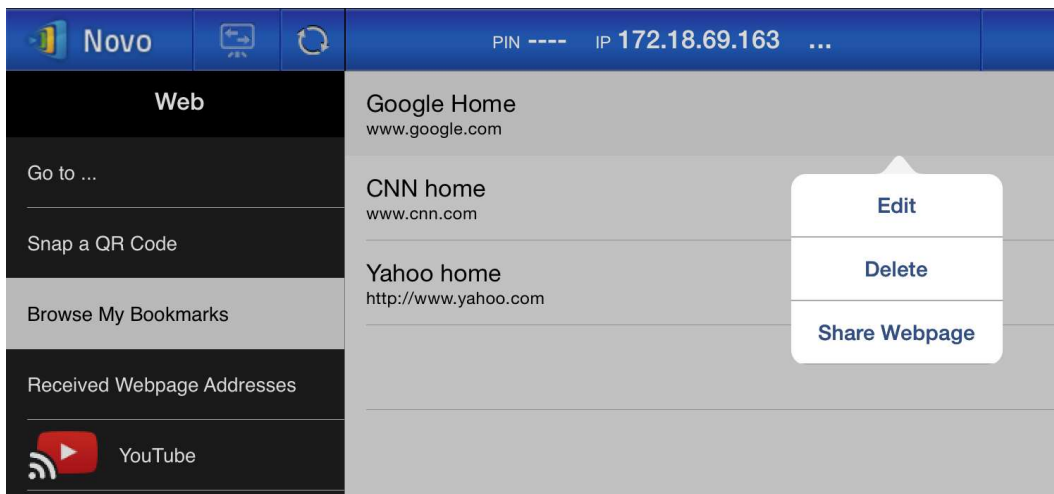 Novo
PIN ---- IP 172.18.69.163 ...
Web
Go to ...
Snap a QR Code
Browse My Bookmarks
Received Webpage Addresses
YouTube
Google Home
www.google.com
CNN home
www.cnn.com
Yahoo home
http://www.yahoo.com
Edit
Delete
Share Webpage